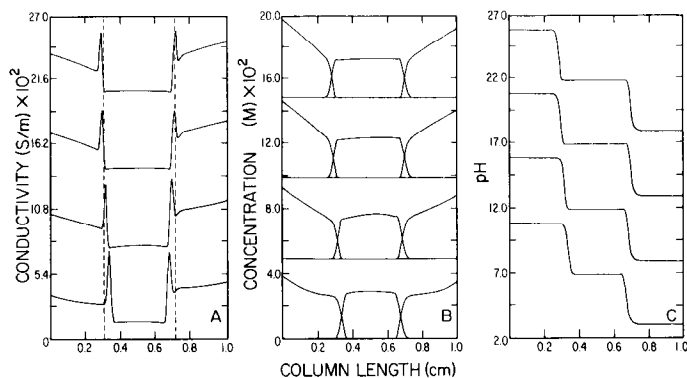 CONDUCTIVITY (S/m) × 10²
27.0
21.6
16.2
10.8
5.4
0
0.2 0.4 0.6 0.8 1.0
A
CONCENTRATION (M) × 10²
20.0
16.0
12.0
8.0
4.0
0
0.2 0.4 0.6 0.8 1.0
B
pH
27.0
22.0
17.0
12.0
7.0
2.0
0.2 0.4 0.6 0.8 1.0
C
COLUMN LENGTH (cm)